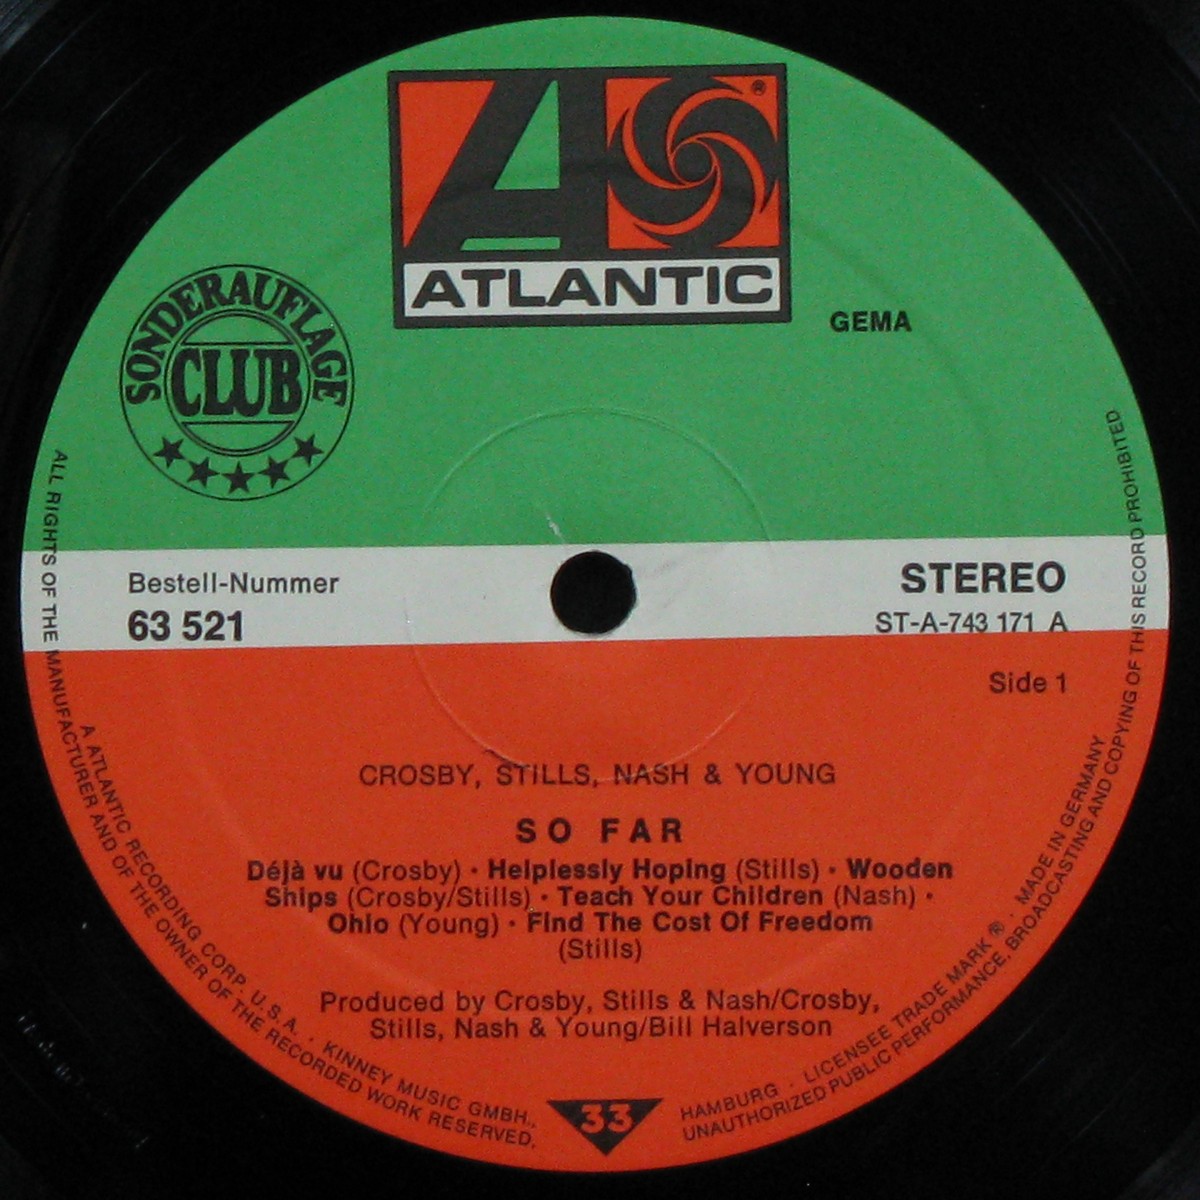 ATLANTIC
®
GEMA
SONDERAUFLAGE
CLUB
Bestell-Nummer
63 521
STEREO
ST-A-743 171 A
Side 1
CROSBY, STILLS, NASH & YOUNG
SO FAR
Déjà vu (Crosby) · Helplessly Hoping (Stills) · Wooden
Ships (Crosby/Stills) · Teach Your Children (Nash) ·
Ohio (Young) · Find The Cost Of Freedom
(Stills)
Produced by Crosby, Stills & Nash/Crosby,
Stills, Nash & Young/Bill Halverson
33
A ATLANTIC RECORDING CORP. U.S.A. · KINNEY MUSIC GMBH., HAMBURG · LICENSEE TRADE MARK ® · MADE IN GERMANY
ALL RIGHTS OF THE MANUFACTURER AND OF THE OWNER OF THE RECORDED WORK RESERVED. UNAUTHORIZED PUBLIC PERFORMANCE, BROADCASTING AND COPYING OF THIS RECORD PROHIBITED